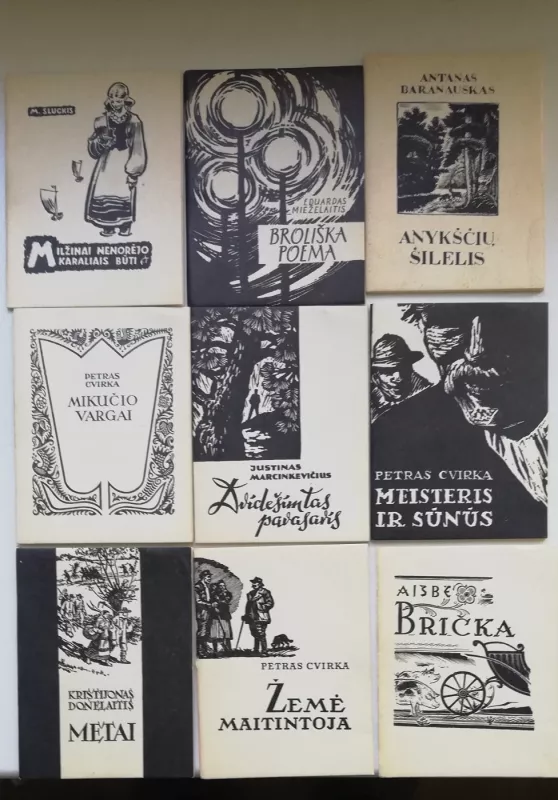 M. SLUCKIS
MILŽINAI NENORĖJO
KARALIAIS BŪTI
EDUARDAS
MIEŽELAITIS
BROLIŠKA
POEMA
ANTANAS
BARANAUSKAS
ANYKŠČIŲ
ŠILELIS
PETRAS
CVIRKA
MIKUČIO
VARGAI
JUSTINAS
MARCINKEVIČIUS
Dvidešimtas
pavasaris
PETRAS CVIRKA
MEISTERIS
IR SŪNŪS
KRISTIJONAS
DONELAITIS
METAI
PETRAS CVIRKA
ŽEMĖ
MAITINTOJA
AIŠBĖ
BRIČKA